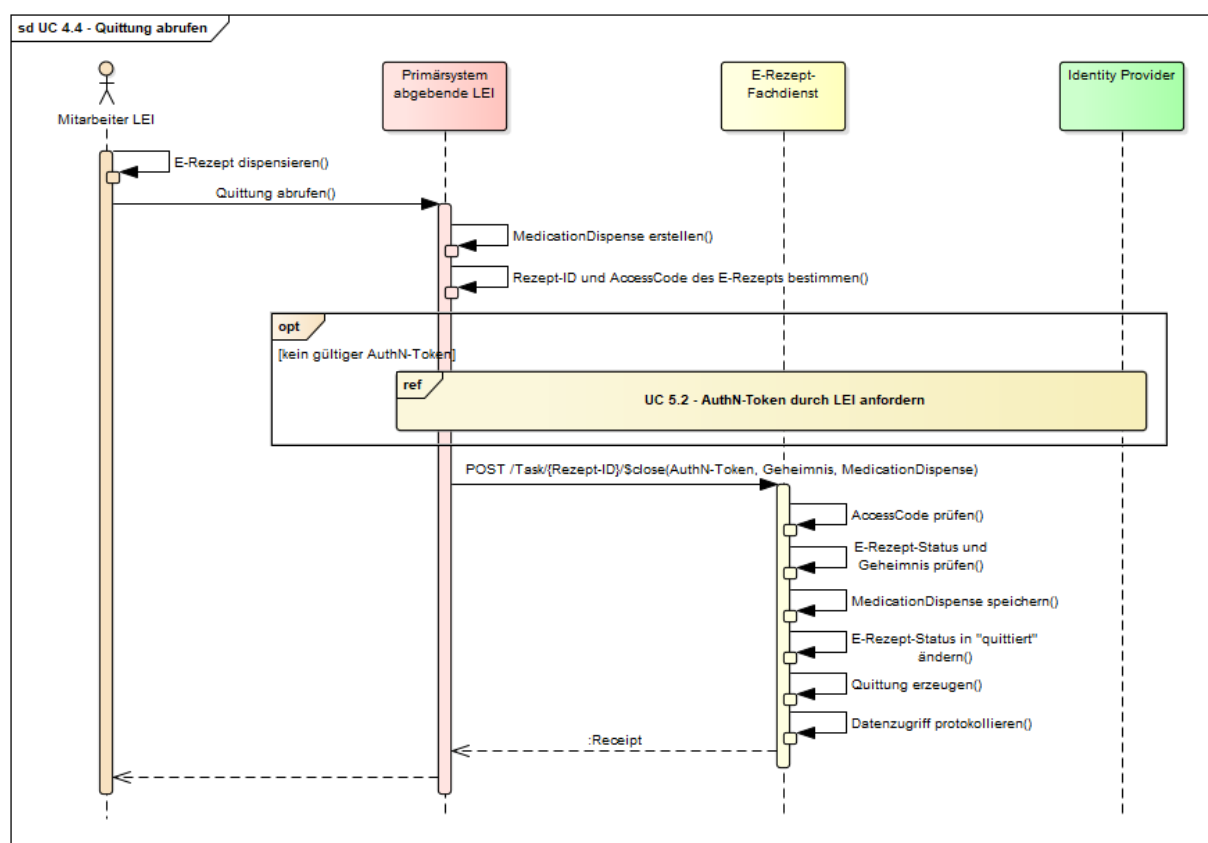 sd UC 4.4 - Quittung abrufen
Mitarbeiter LEI
Primärsystem
abgebende LEI
E-Rezept-
Fachdienst
Identity Provider
E-Rezept dispensieren()
Quittung abrufen()
MedicationDispense erstellen()
Rezept-ID und AccessCode des E-Rezepts bestimmen()
opt
[kein gültiger AuthN-Token]
ref
UC 5.2 - AuthN-Token durch LEI anfordern
POST /Task/{Rezept-ID}/$close(AuthN-Token, Geheimnis, MedicationDispense)
AccessCode prüfen()
E-Rezept-Status und
Geheimnis prüfen()
MedicationDispense speichern()
E-Rezept-Status in "quittiert"
ändern()
Quittung erzeugen()
Datenzugriff protokollieren()
:Receipt